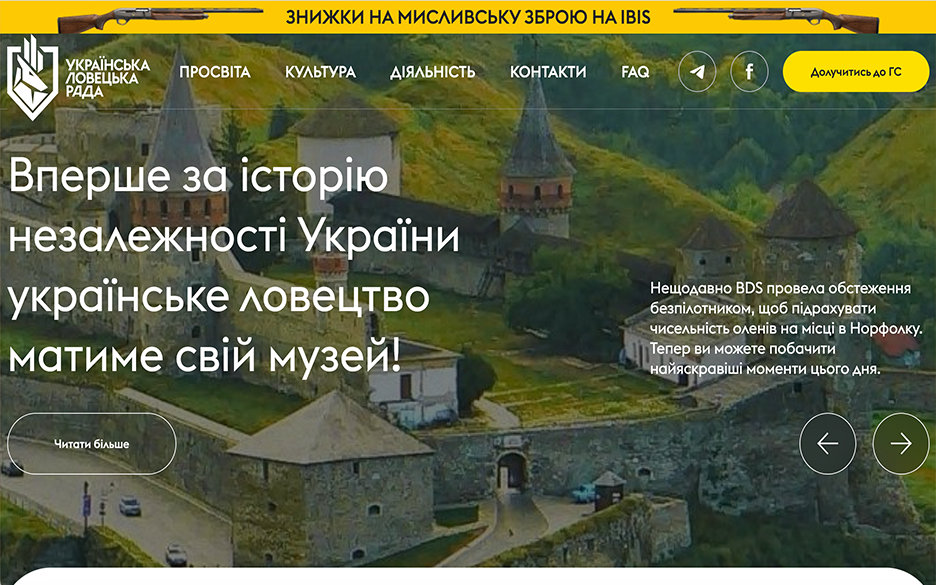 ЗНИЖКИ НА МИСЛИВСЬКУ ЗБРОЮ НА IBIS
УКРАЇНСЬКА
ЛОВЕЦЬКА
РАДА
ПРОСВІТА КУЛЬТУРА ДІЯЛЬНІСТЬ КОНТАКТИ FAQ Долучитись до ГС
Вперше за історію
незалежності України
українське ловецтво
матиме свій музей!
Нещодавно BDS провела обстеження
безпілотником, щоб підрахувати
чисельність оленів на місці в Норфолку.
Тепер ви можете побачити
найяскравіші моменти цього дня.
Читати більше